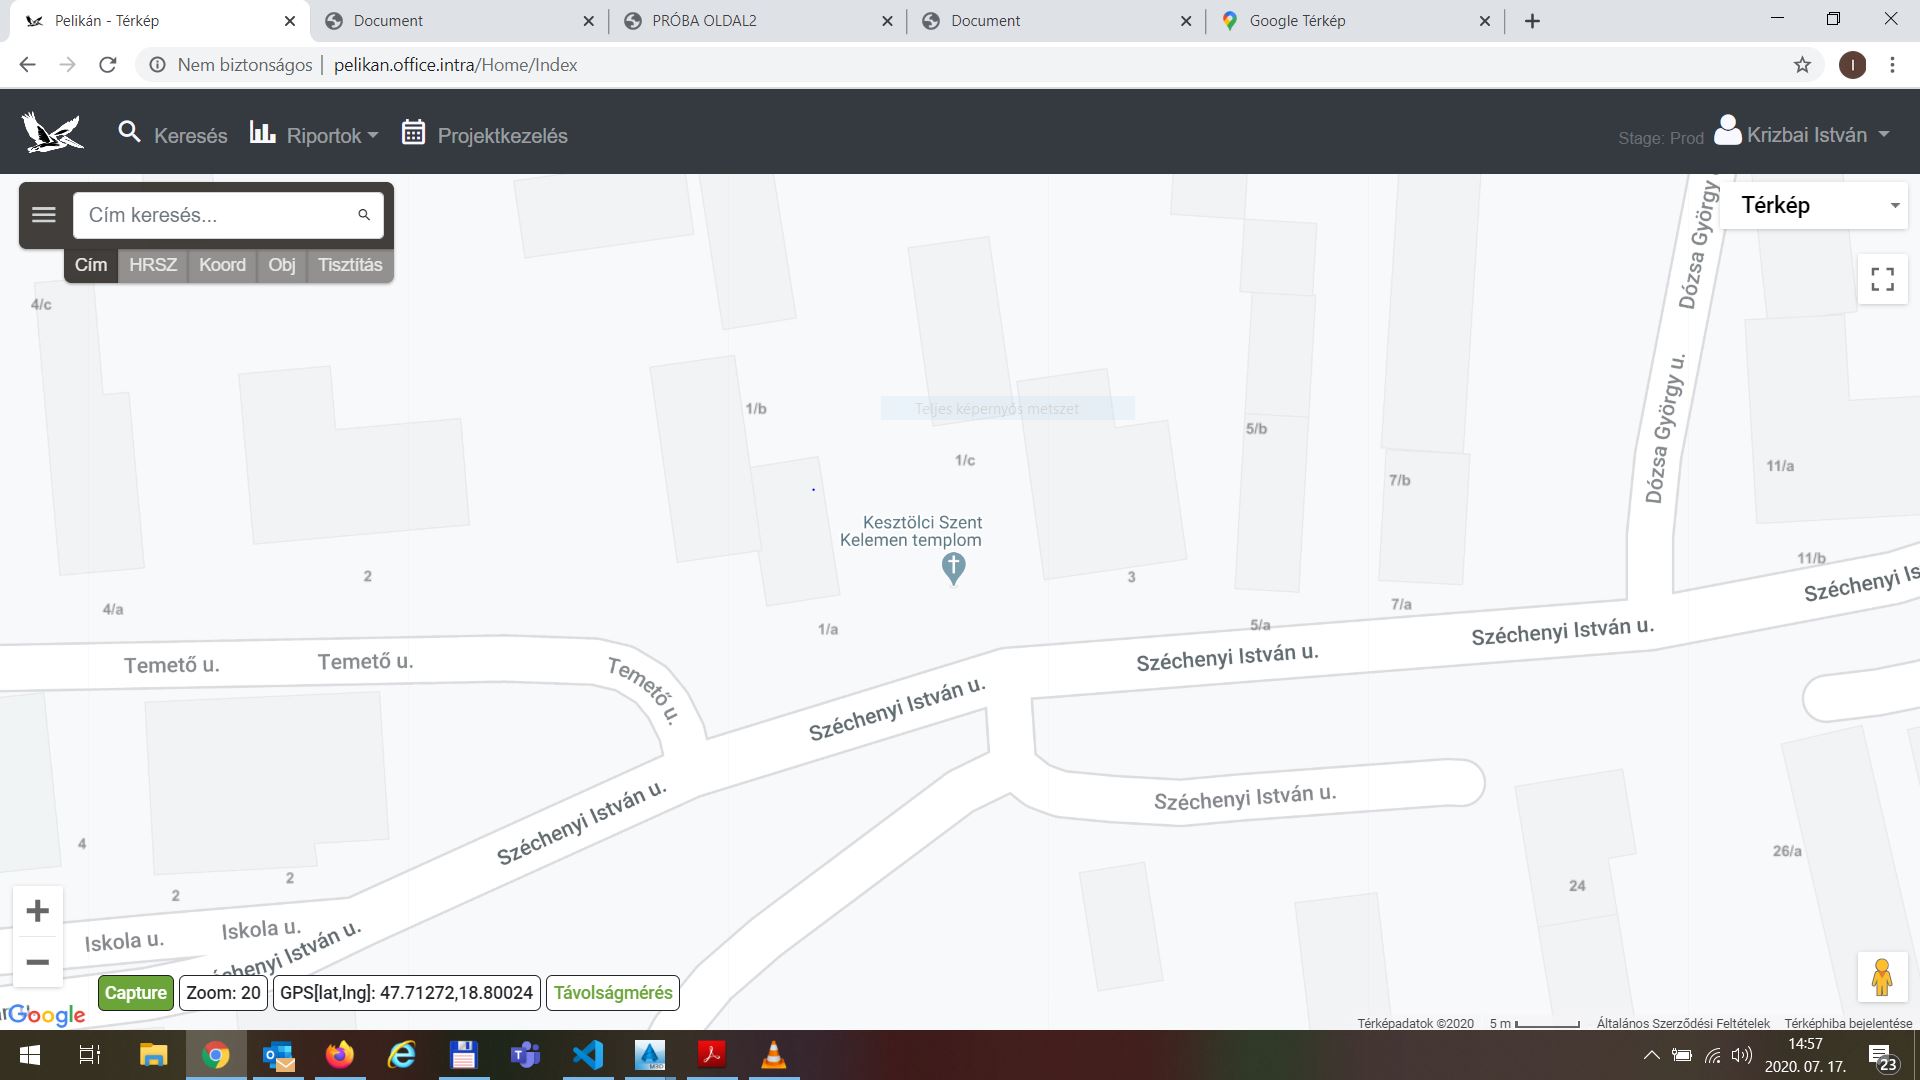 Pelikán - Térkép
Document
PRÓBA OLDAL2
Document
Google Térkép
Nem biztonságos
pelikan.office.intra/Home/Index
I
Keresés
Riportok
Projektkezelés
Stage: Prod
Krizbai István
Cím keresés...
Térkép
Cím
HRSZ
Koord
Obj
Tisztítás
Dózsa György u.
4/c
1/b
Teljes képernyős metszet
5/b
Dózsa György u.
1/c
11/a
7/b
Kesztölci Szent
Kelemen templom
11/b
2
3
Széchenyi Is
4/a
7/a
1/a
5/a
Széchenyi István u.
Temető u.
Temető u.
Széchenyi István u.
Temető u.
Széchenyi István u.
Széchenyi István u.
Széchenyi István u.
4
26/a
2
2
24
Iskola u.
Iskola u.
chenyi István u.
Capture
Zoom: 20
GPS[lat,lng]: 47.71272,18.80024
Távolságmérés
Google
Térképadatok ©2020
5 m
Általános Szerződési Feltételek
Térképhiba bejelentése
14:57
2020. 07. 17.
23